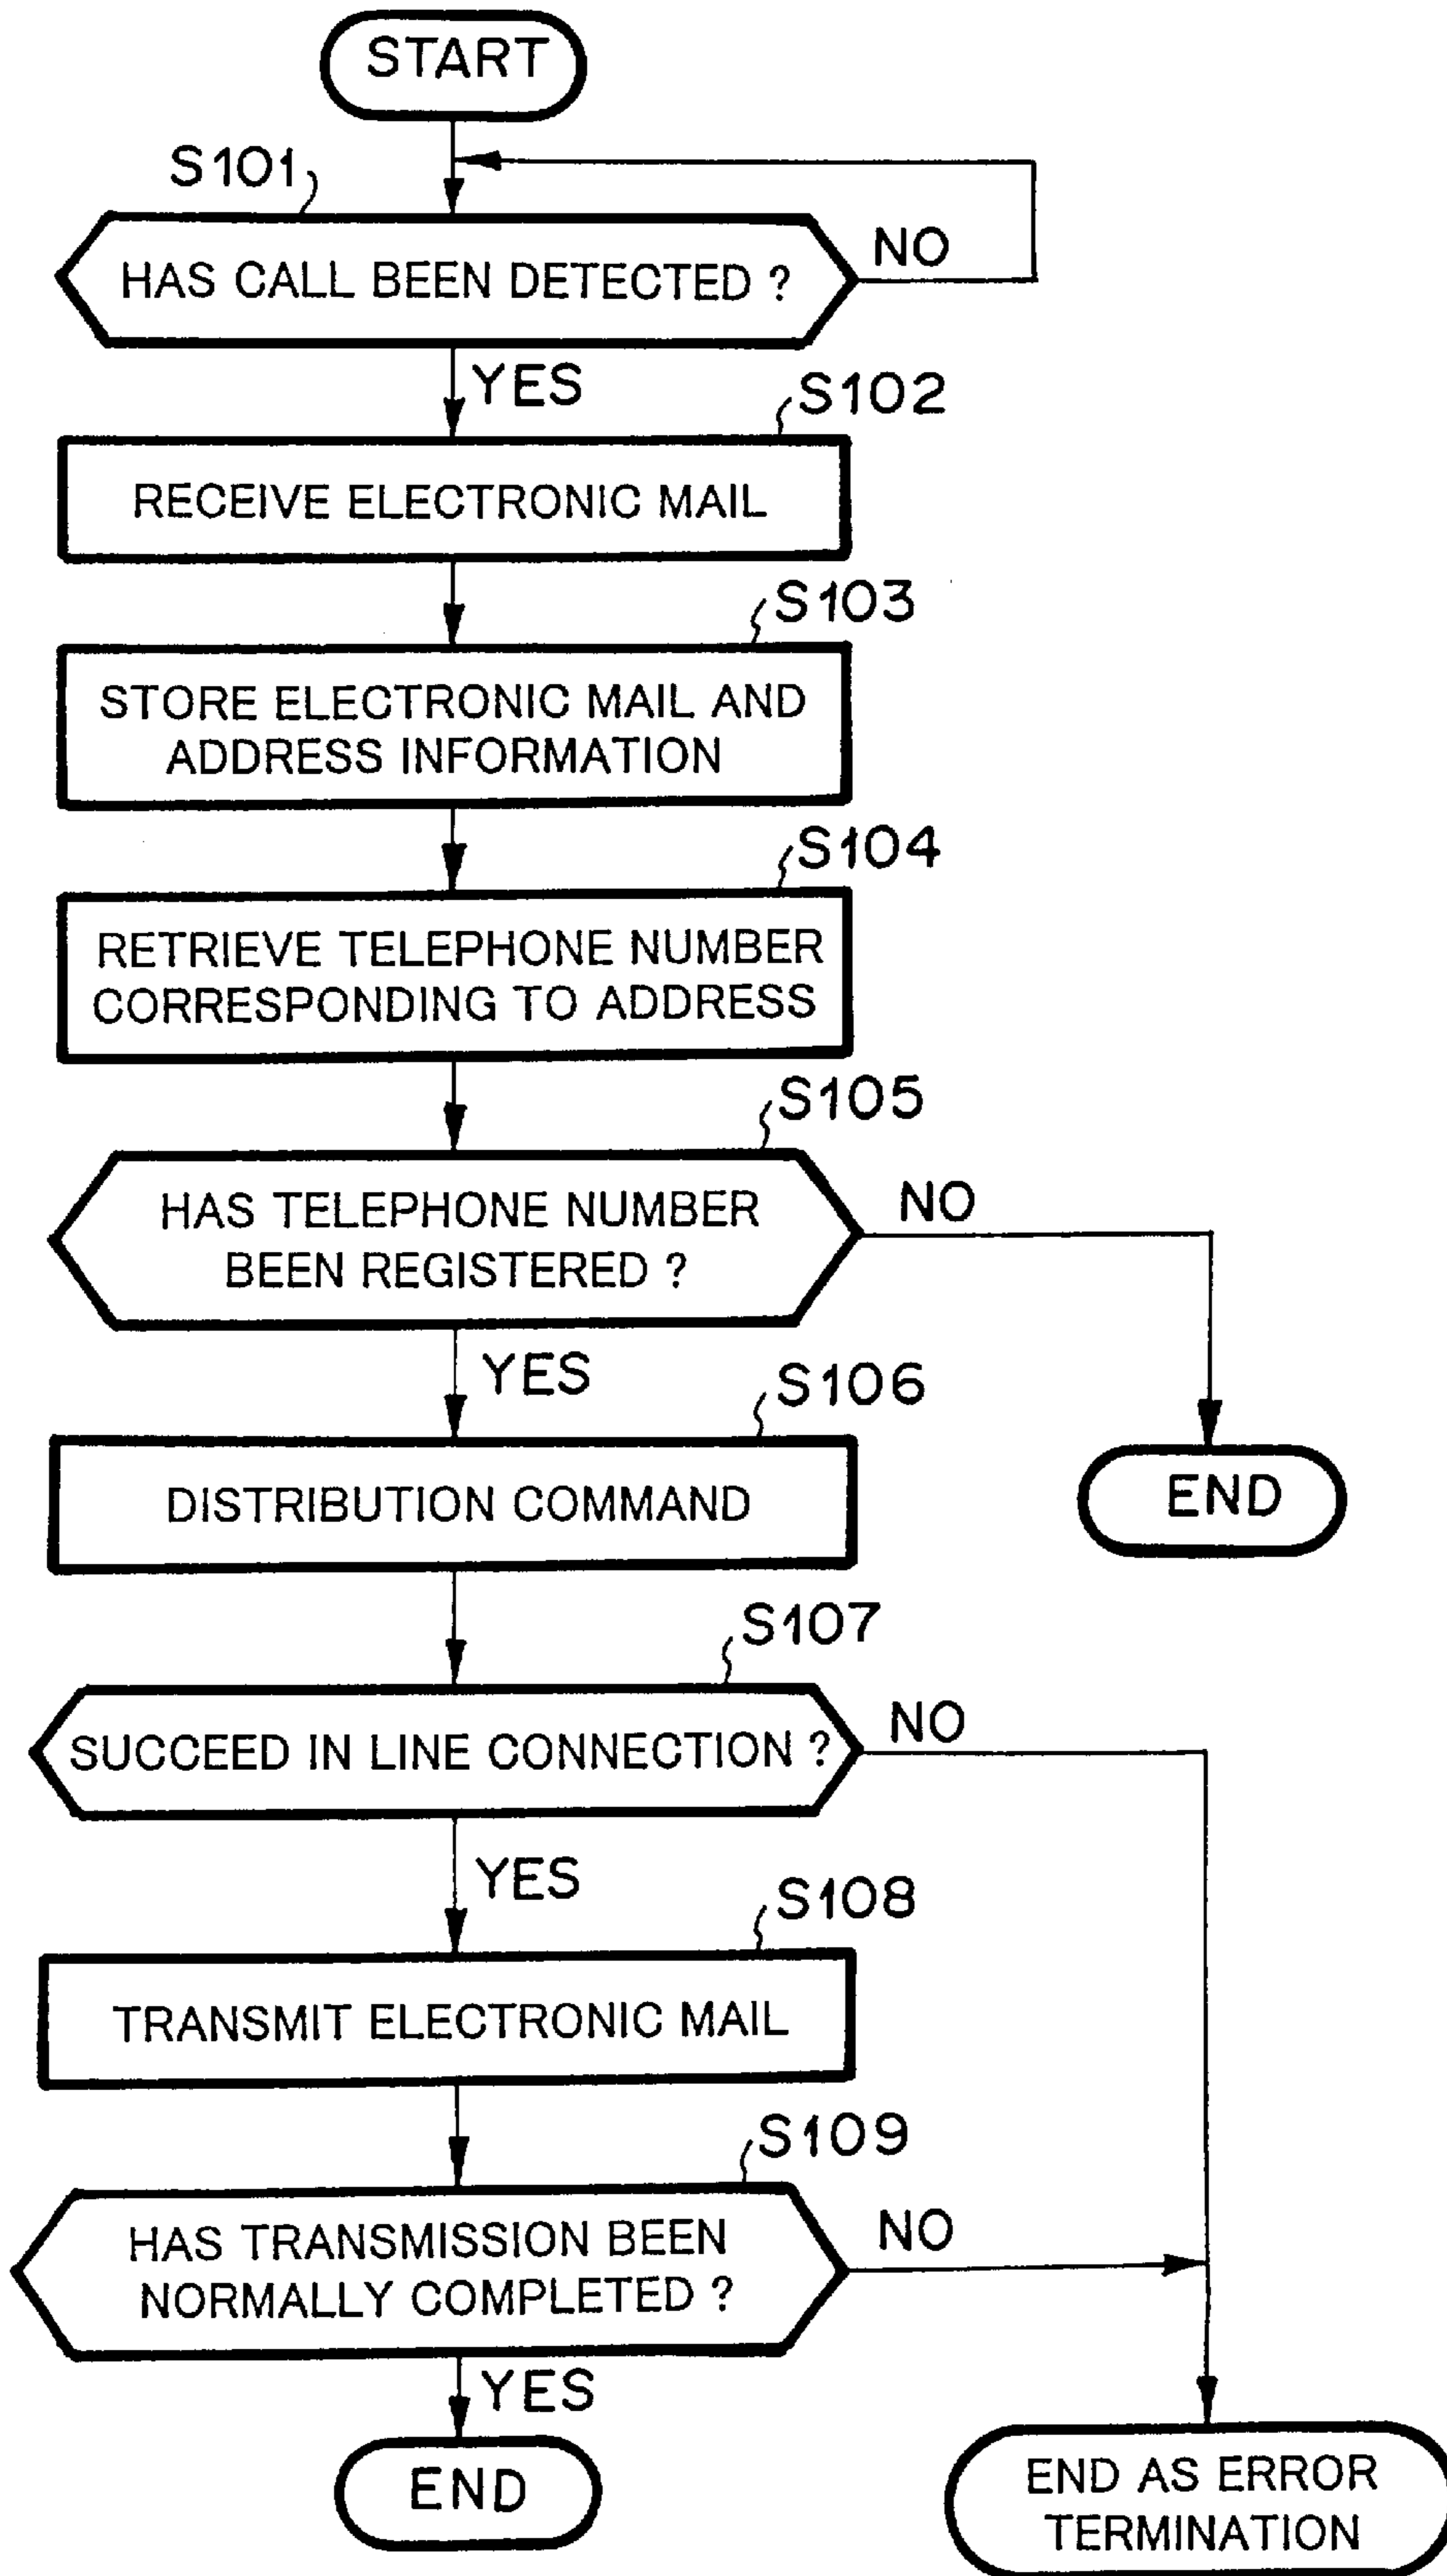 START
S101
HAS CALL BEEN DETECTED ?
NO
YES
S102
RECEIVE ELECTRONIC MAIL
S103
STORE ELECTRONIC MAIL AND
ADDRESS INFORMATION
S104
RETRIEVE TELEPHONE NUMBER
CORRESPONDING TO ADDRESS
S105
HAS TELEPHONE NUMBER
BEEN REGISTERED ?
NO
YES
S106
DISTRIBUTION COMMAND
END
S107
SUCCEED IN LINE CONNECTION ?
NO
YES
S108
TRANSMIT ELECTRONIC MAIL
S109
HAS TRANSMISSION BEEN
NORMALLY COMPLETED ?
NO
YES
END
END AS ERROR
TERMINATION